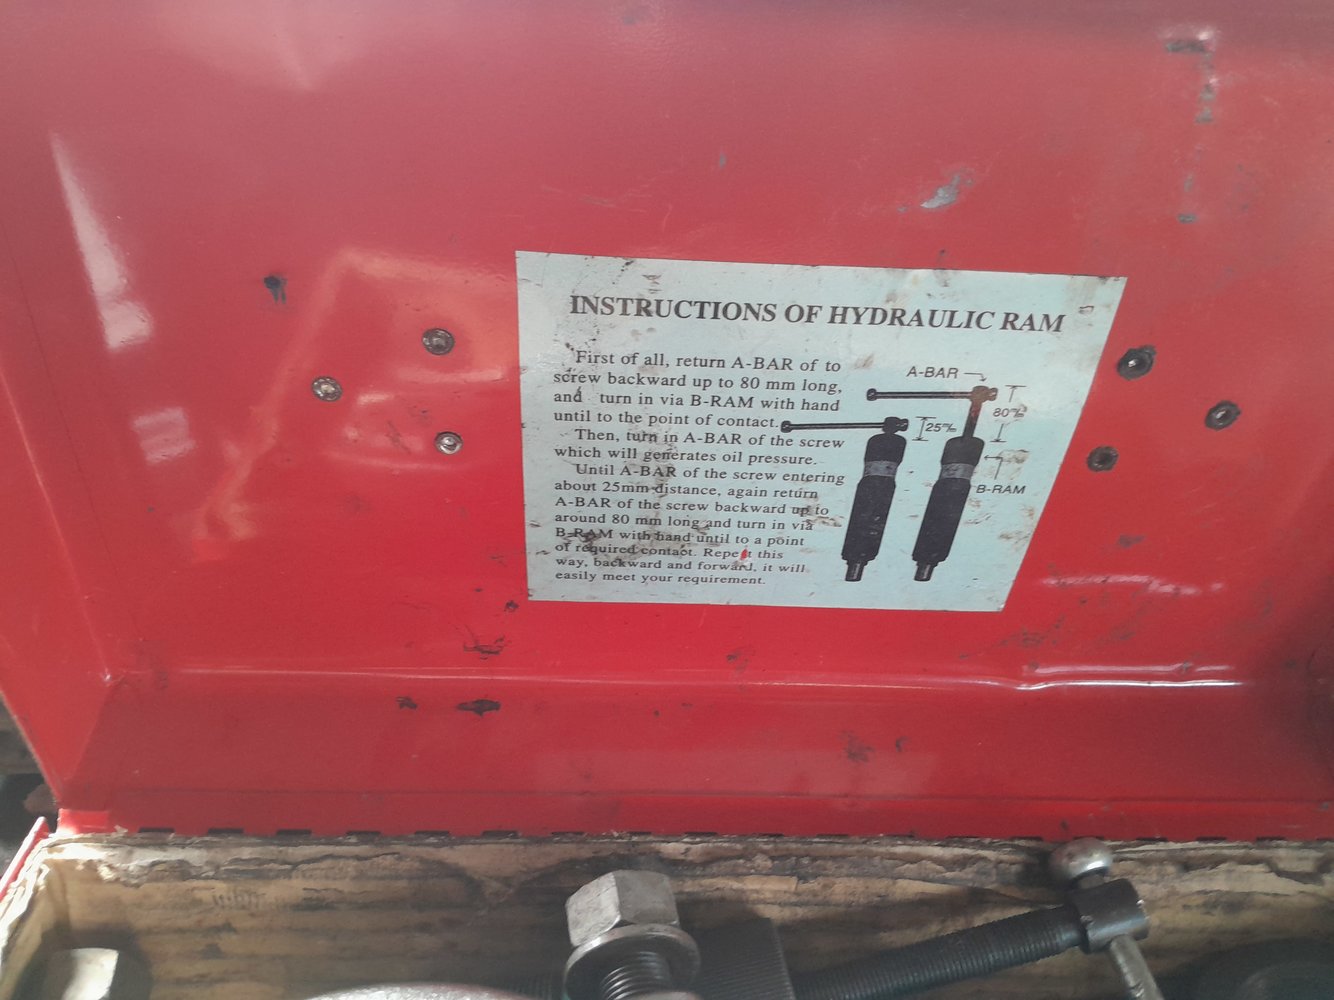 INSTRUCTIONS OF HYDRAULIC RAM
First of all, return A-BAR of to
screw backward up to 80 mm long,
and turn in via B-RAM with hand
until to the point of contact.
Then, turn in A-BAR of the screw
which will generates oil pressure.
Until A-BAR of the screw entering
about 25mm distance, again return
A-BAR of the screw backward up to
around 80 mm long and turn in via
B-RAM with hand until to a point
of required contact. Repeat this
way, backward and forward, it will
easily meet your requirement.
A-BAR
80m/m
25m/m
B-RAM